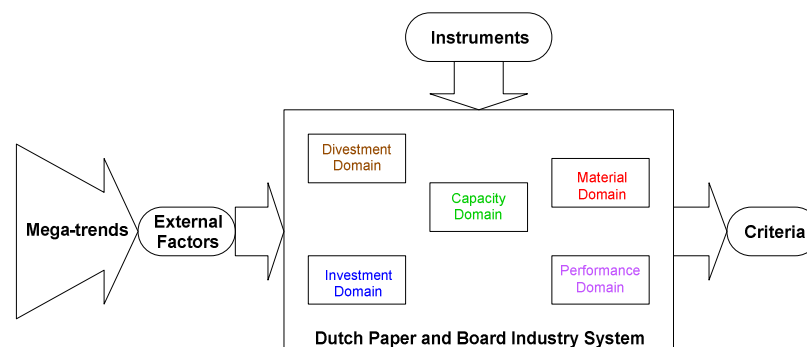 Instruments
Mega-trends
External
Factors
Divestment
Domain
Capacity
Domain
Material
Domain
Investment
Domain
Performance
Domain
Dutch Paper and Board Industry System
Criteria